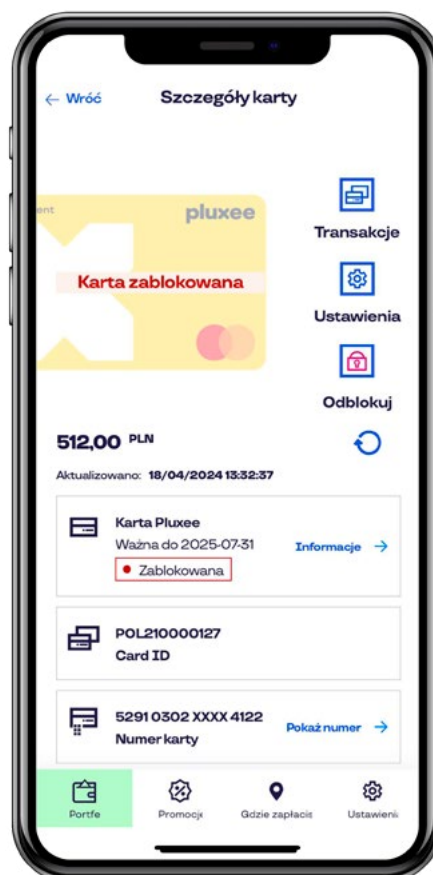 ← Wróć
Szczegóły karty
ent
pluxee
Karta zablokowana
Transakcje
Ustawienia
Odblokuj
512,00 PLN
Aktualizowano: 18/04/2024 13:32:37
Karta Pluxee
Ważna do 2025-07-31
Zablokowana
Informacje →
POL210000127
Card ID
5291 0302 XXXX 4122
Numer karty
Pokaż numer →
Portfe
Promocje
Gdzie zapłacis
Ustawieni